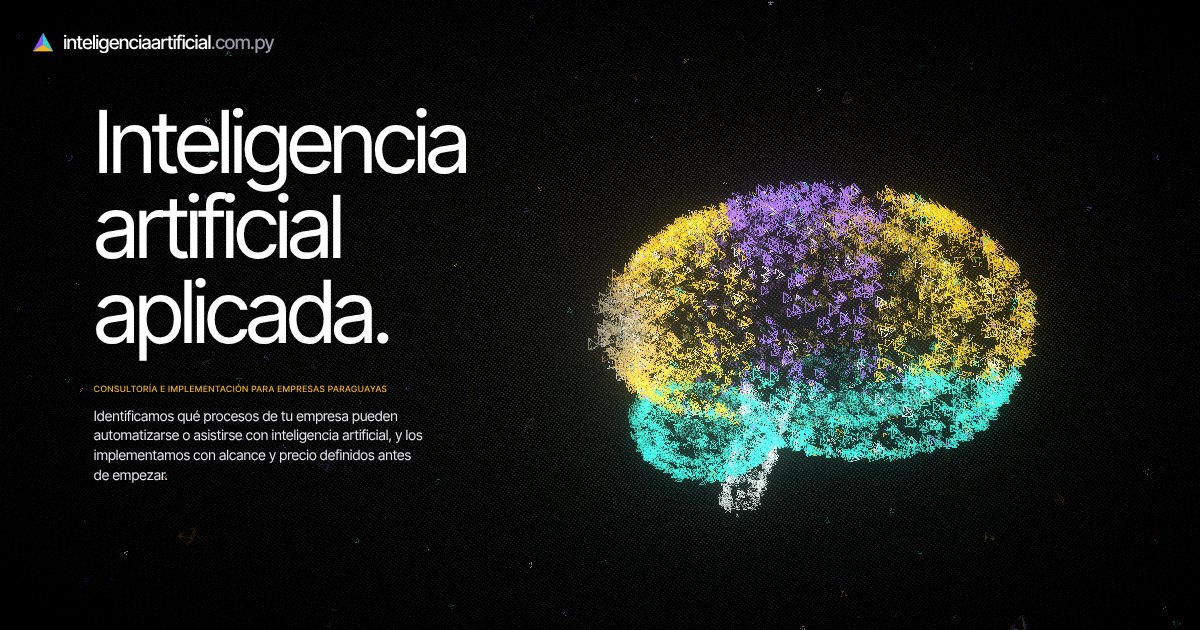 inteligenciaartificial.com.py
Inteligencia
artificial
aplicada.
CONSULTORÍA E IMPLEMENTACIÓN PARA EMPRESAS PARAGUAYAS
Identificamos qué procesos de tu empresa pueden
automatizarse o asistirse con inteligencia artificial, y los
implementamos con alcance y precio definidos antes
de empezar.